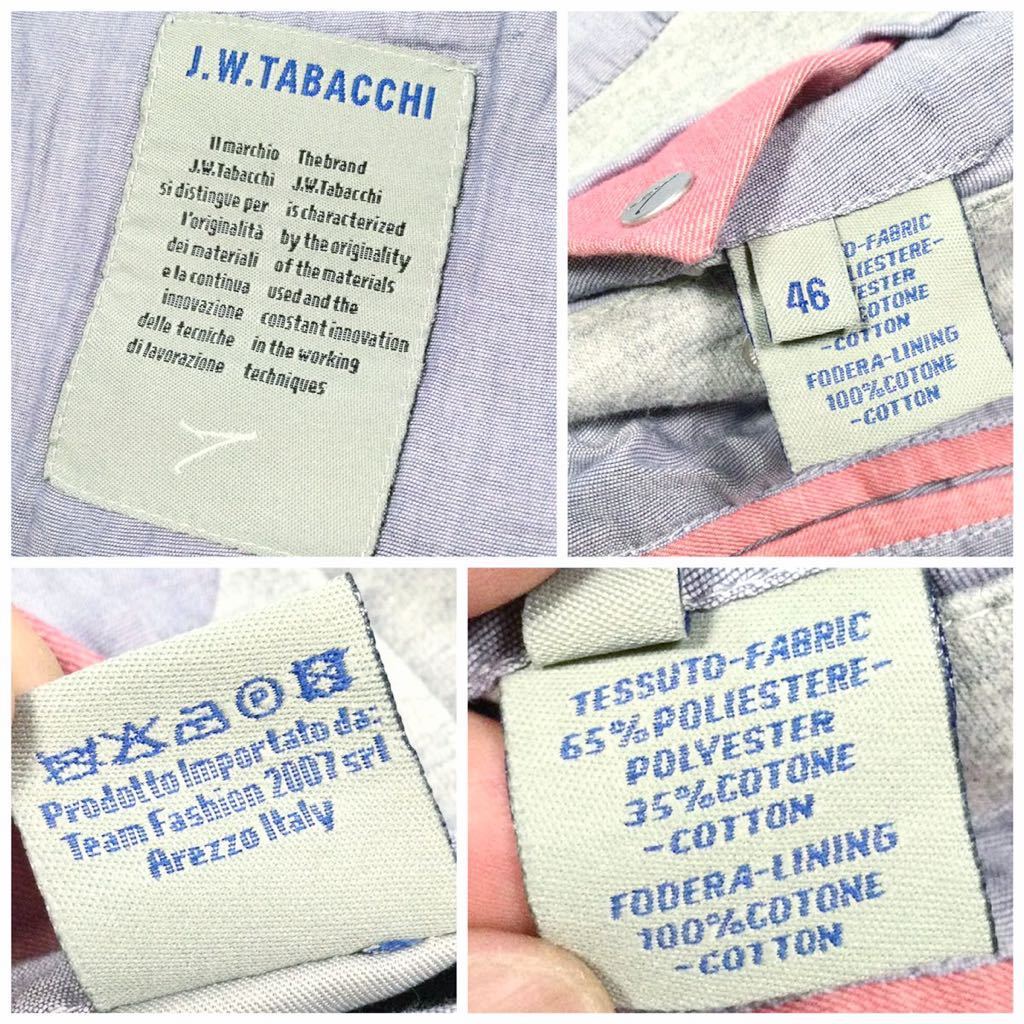 J.W.TABACCHI
Il marchio
J.W.Tabacchi
si distingue per
l'originalità
dei materiali
e la continua
innovazione
delle tecniche
di lavorazione
The brand
J.W.Tabacchi
is characterized
by the originality
of the materials
used and the
constant innovation
in the working
techniques
46
O-FABRIC
LIESTERE-
ESTER
COTONE
-COTTON
FODERA-LINING
100%COTONE
-COTTON
P
Prodotto Importato da:
Team Fashion 2007 srl
Arezzo Italy
TESSUTO-FABRIC
65%POLIESTERE-
POLYESTER
35%COTONE
-COTTON
FODERA-LINING
100%COTONE
-COTTON